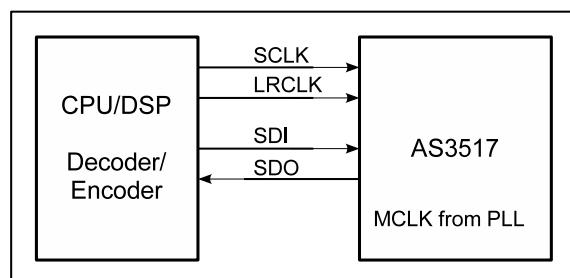 SCLK
LRCLK
CPU/DSP
SDI
AS3517
Decoder/
SDO
Encoder
MCLK from PLL